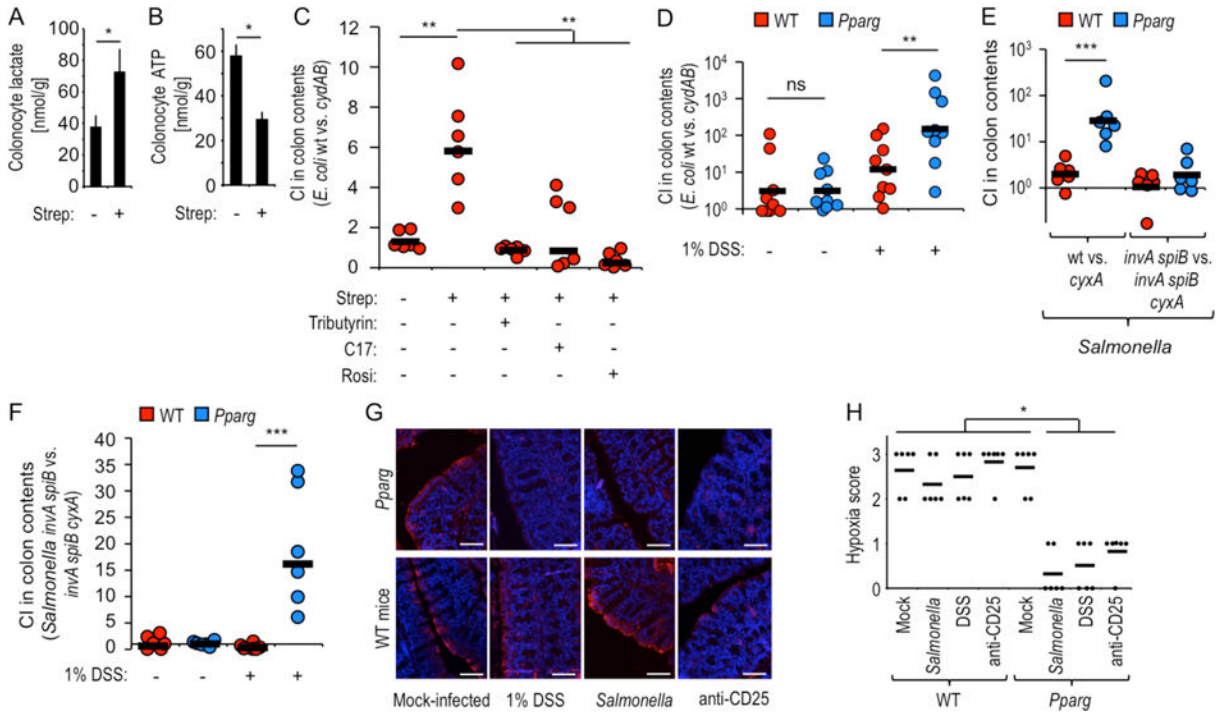 A
Colonocyte lactate
[nmol/g]
100
80
60
40
20
0
*
Strep: - +
B
Colonocyte ATP
[nmol/g]
60
40
20
0
*
Strep: - +
C
CI in colon contents
(E. coli wt vs. cydAB)
12
10
8
6
4
2
0
** **
Strep: - + + + +
Tributyrin: - - + - -
C17: - - - + -
Rosi: - - - - +
D
WT Pparg
CI in colon contents
(E. coli wt vs. cydAB)
10^4
10^3
10^2
10^1
10^0
ns **
1% DSS: - - + +
E
WT Pparg
CI in colon contents
10^3
10^2
10^1
10^0
***
wt vs.
cyxA
invA spiB vs.
invA spiB
cyxA
Salmonella
F
WT Pparg
CI in colon contents
(Salmonella invA spiB vs.
invA spiB cyxA)
40
35
30
25
20
15
10
5
0
***
1% DSS: - - + +
G
Pparg
WT mice
Mock-infected 1% DSS Salmonella anti-CD25
H
Hypoxia score
3
2
1
0
*
Mock
Salmonella
DSS
anti-CD25
Mock
Salmonella
DSS
anti-CD25
WT Pparg